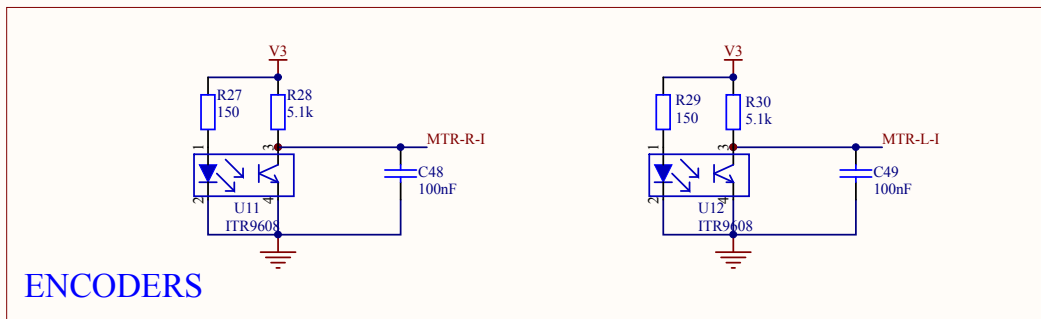 V3
R27
150
R28
5.1k
MTR-R-I
1
3
C48
100nF
2
4
U11
ITR9608
V3
R29
150
R30
5.1k
MTR-L-I
1
3
C49
100nF
2
4
U12
ITR9608
ENCODERS